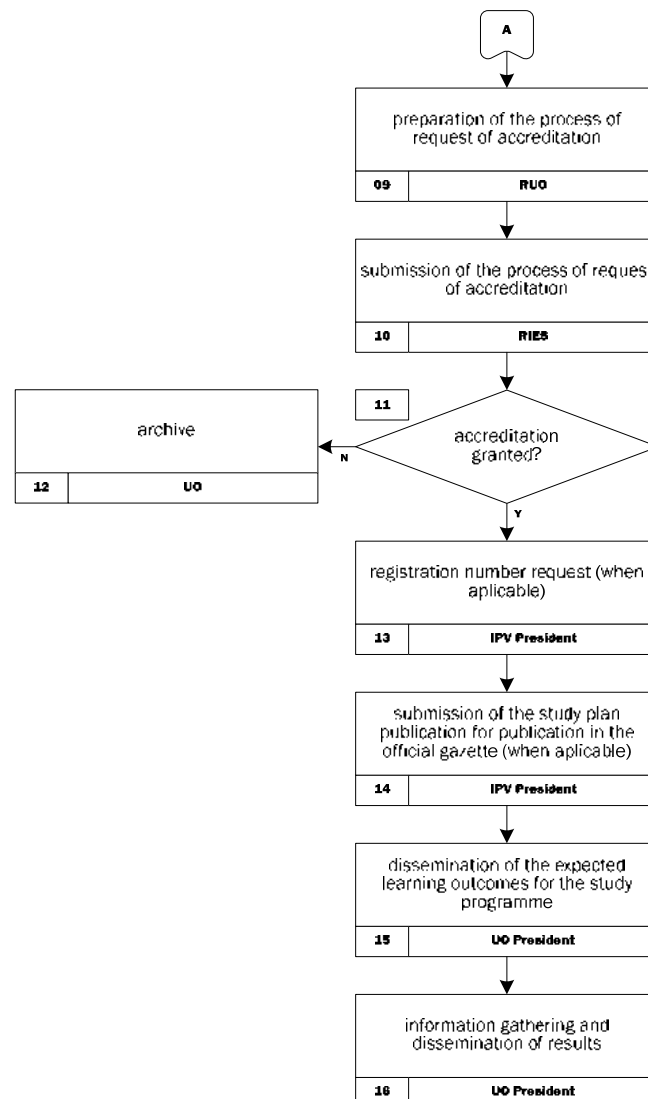 A
preparation of the process of
request of accreditation
09 RUO
submission of the process of reques
of accreditation
10 RIES
11
accreditation
granted?
archive
N
12 UO
Y
registration number request (when
aplicable)
13 IPV President
submission of the study plan
publication for publication in the
official gazette (when aplicable)
14 IPV President
dissemination of the expected
learning outcomes for the study
programme
15 UO President
information gathering and
dissemination of results
16 UO President